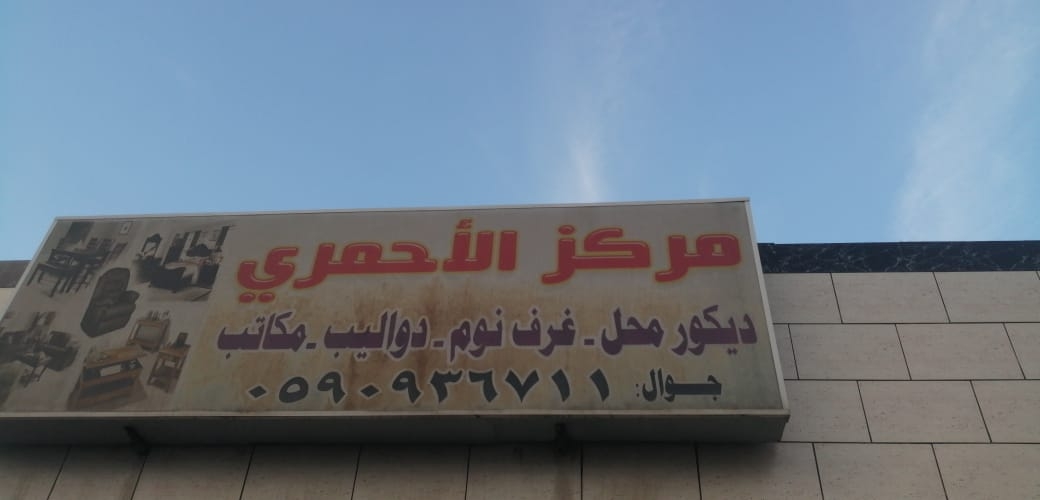 مركز الأحمري
ديكور محل - غرف نوم - دواليب - مكاتب
جوال: ٠٥٩٠٩٣٦٧١١